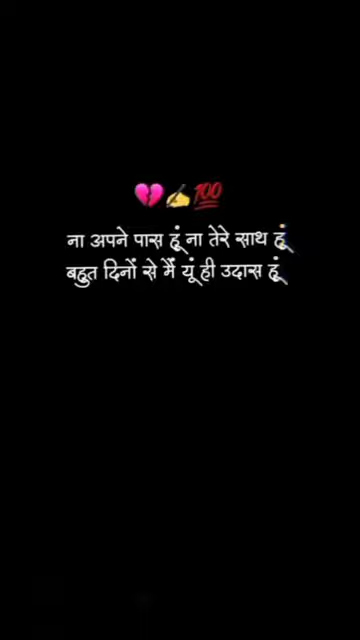 💔✍️💯
ना अपने पास हूं ना तेरे साथ हूं
बहुत दिनों से मैं यूं ही उदास हूं